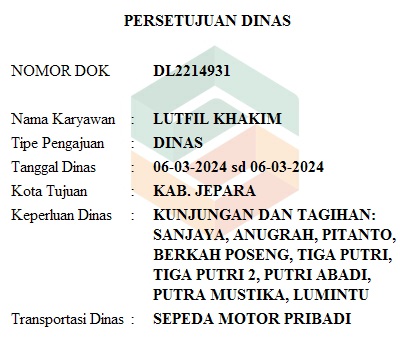 PERSETUJUAN DINAS
NOMOR DOK DL2214931
Nama Karyawan : LUTFIL KHAKIM
Tipe Pengajuan : DINAS
Tanggal Dinas : 06-03-2024 sd 06-03-2024
Kota Tujuan : KAB. JEPARA
Keperluan Dinas : KUNJUNGAN DAN TAGIHAN:
SANJAYA, ANUGRAH, PITANTO,
BERKAH POSENG, TIGA PUTRI,
TIGA PUTRI 2, PUTRI ABADI,
PUTRA MUSTIKA, LUMINTU
Transportasi Dinas : SEPEDA MOTOR PRIBADI